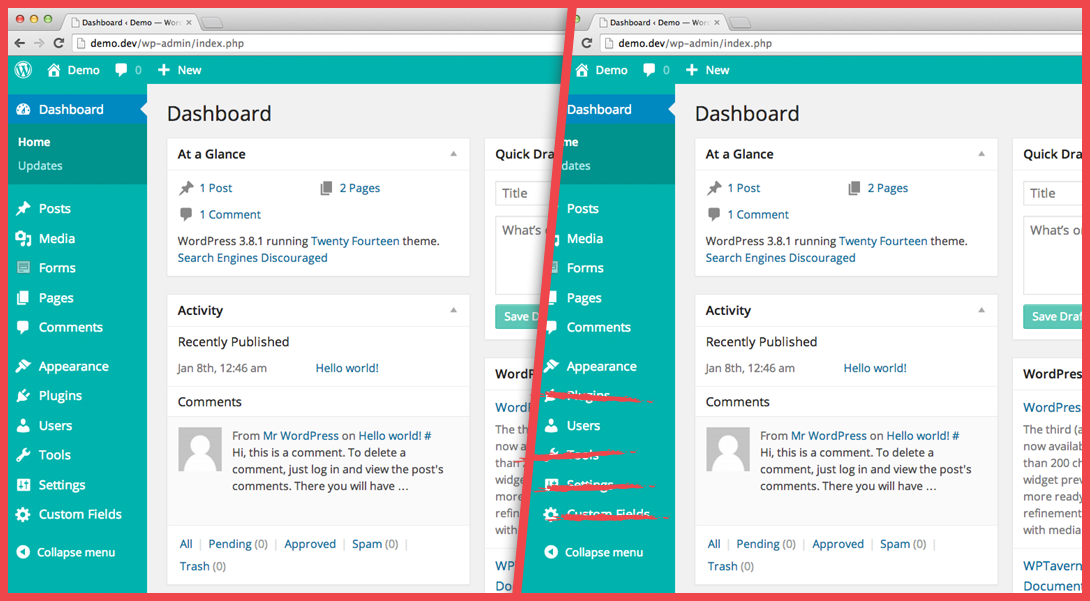 Dashboard ‹ Demo — Wor
demo.dev/wp-admin/index.php
Demo 0 New
Dashboard
Home
Updates
Posts
Media
Forms
Pages
Comments
Appearance
Plugins
Users
Tools
Settings
Custom Fields
Collapse menu
Dashboard
At a Glance
1 Post 2 Pages
1 Comment
WordPress 3.8.1 running Twenty Fourteen theme.
Search Engines Discouraged
Activity
Recently Published
Jan 8th, 12:46 am Hello world!
Comments
From Mr WordPress on Hello world! #
Hi, this is a comment. To delete a
comment, just log in and view the post's
comments. There you will have …
All | Pending (0) | Approved | Spam (0) |
Trash (0)
Quick Dra
Title
What's o
Save D
WordP
Word
The th
now a
than
widge
more
refin
with
WP
Doc
Dashboard ‹ Demo — Wor
demo.dev/wp-admin/index.php
Demo 0 New
Dashboard
me
dates
Posts
Media
Forms
Pages
Comments
Appearance
Plugins
Users
Tools
Settings
Custom Fields
Collapse menu
Dashboard
At a Glance
1 Post 2 Pages
1 Comment
WordPress 3.8.1 running Twenty Fourteen theme.
Search Engines Discouraged
Activity
Recently Published
Jan 8th, 12:46 am Hello world!
Comments
From Mr WordPress on Hello world! #
Hi, this is a comment. To delete a
comment, just log in and view the post's
comments. There you will have …
All | Pending (0) | Approved | Spam (0) |
Trash (0)
Quick Dra
Title
What's o
Save Draf
WordPress
WordPress
The third (a
now availab
than 200 ch
widget prev
more ready
refinement
with media
WPTavern
Document